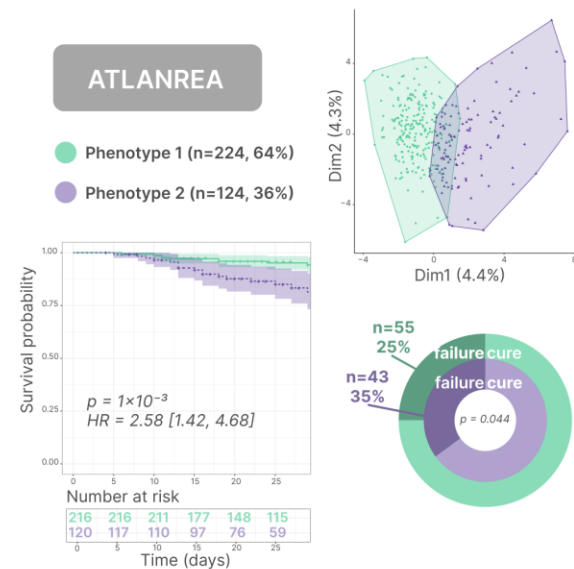 ATLANREA
Phenotype 1 (n=224, 64%)
Phenotype 2 (n=124, 36%)
Dim2 (4.3%)
4
0
−4
−4
0
4
8
Dim1 (4.4%)
Survival probability
1.00
0.75
0.50
0.25
0.00
p = 1×10⁻³
HR = 2.58 [1.42, 4.68]
0 5 10 15 20 25
Number at risk
216 216 211 177 148 115
120 117 110 97 76 59
0 5 10 15 20 25
Time (days)
n=55
25%
n=43
35%
failure cure
failure cure
p = 0.044